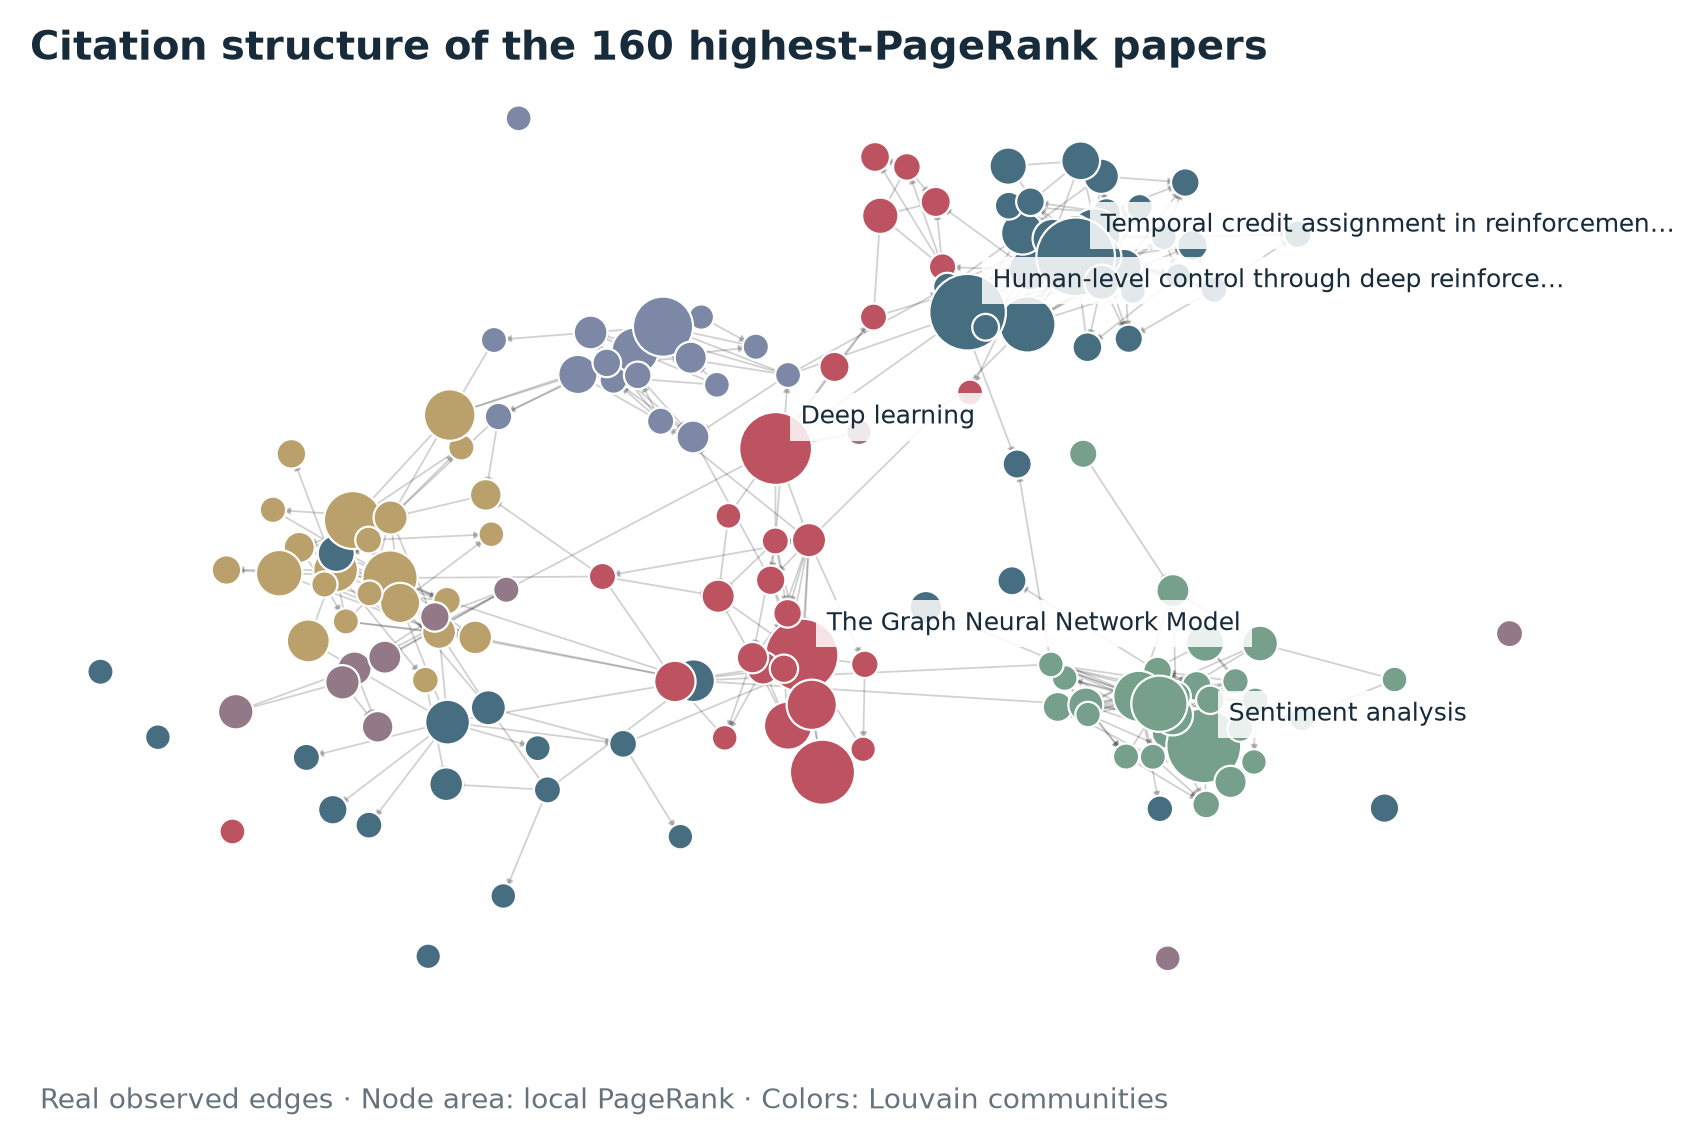 Citation structure of the 160 highest-PageRank papers
Temporal credit assignment in reinforcemen...
Human-level control through deep reinforce...
Deep learning
The Graph Neural Network Model
Sentiment analysis
Real observed edges · Node area: local PageRank · Colors: Louvain communities